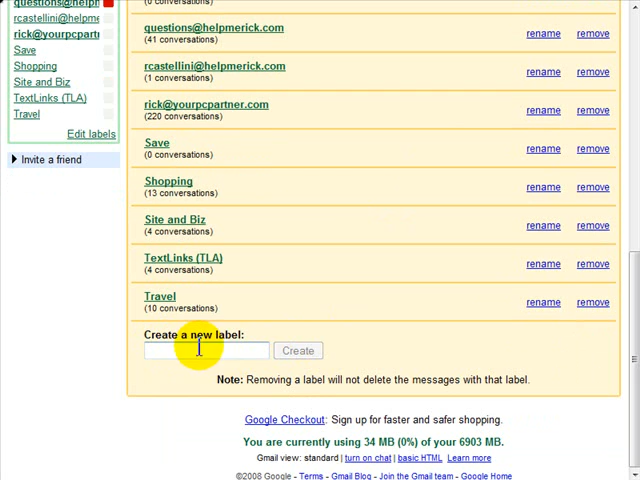 questions@helpm
rcastellini@helpme
rick@yourpcpartn
Save
Shopping
Site and Biz
TextLinks (TLA)
Travel
Edit labels
Invite a friend
(0 conversations)
questions@helpmerick.com
(41 conversations)
rename remove
rcastellini@helpmerick.com
(1 conversations)
rename remove
rick@yourpcpartner.com
(220 conversations)
rename remove
Save
(0 conversations)
rename remove
Shopping
(13 conversations)
rename remove
Site and Biz
(4 conversations)
rename remove
TextLinks (TLA)
(4 conversations)
rename remove
Travel
(10 conversations)
rename remove
Create a new label:
Create
Note: Removing a label will not delete the messages with that label.
Google Checkout: Sign up for faster and safer shopping.
You are currently using 34 MB (0%) of your 6903 MB.
Gmail view: standard | turn on chat | basic HTML Learn more
©2008 Google - Terms - Gmail Blog - Join the Gmail team - Google Home